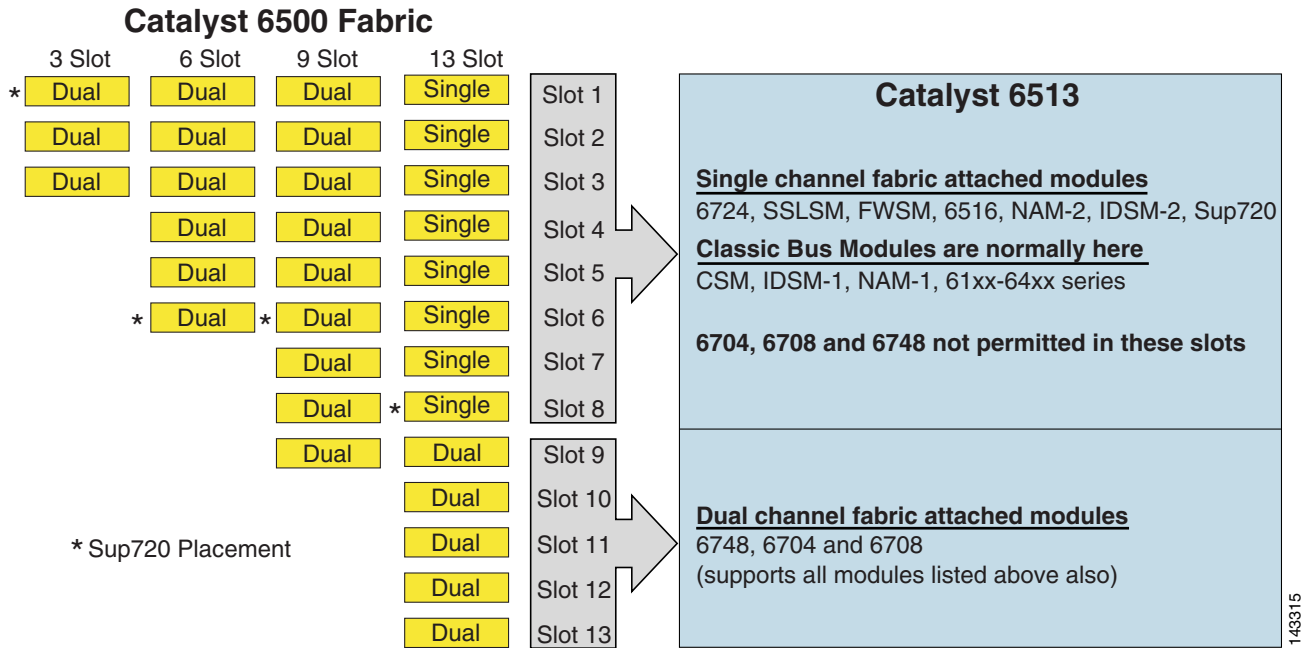 Catalyst 6500 Fabric
3 Slot 6 Slot 9 Slot 13 Slot
* Dual Dual Dual Single Slot 1
Dual Dual Dual Single Slot 2
Dual Dual Dual Single Slot 3
Dual Dual Single Slot 4
Dual Dual Single Slot 5
* Dual * Dual Single Slot 6
Dual Single Slot 7
Dual * Single Slot 8
Dual Dual Slot 9
Dual Slot 10
Dual Slot 11
Dual Slot 12
Dual Slot 13
* Sup720 Placement
Catalyst 6513
Single channel fabric attached modules
6724, SSLSM, FWSM, 6516, NAM-2, IDSM-2, Sup720
Classic Bus Modules are normally here
CSM, IDSM-1, NAM-1, 61xx-64xx series
6704, 6708 and 6748 not permitted in these slots
Dual channel fabric attached modules
6748, 6704 and 6708
(supports all modules listed above also)
143315